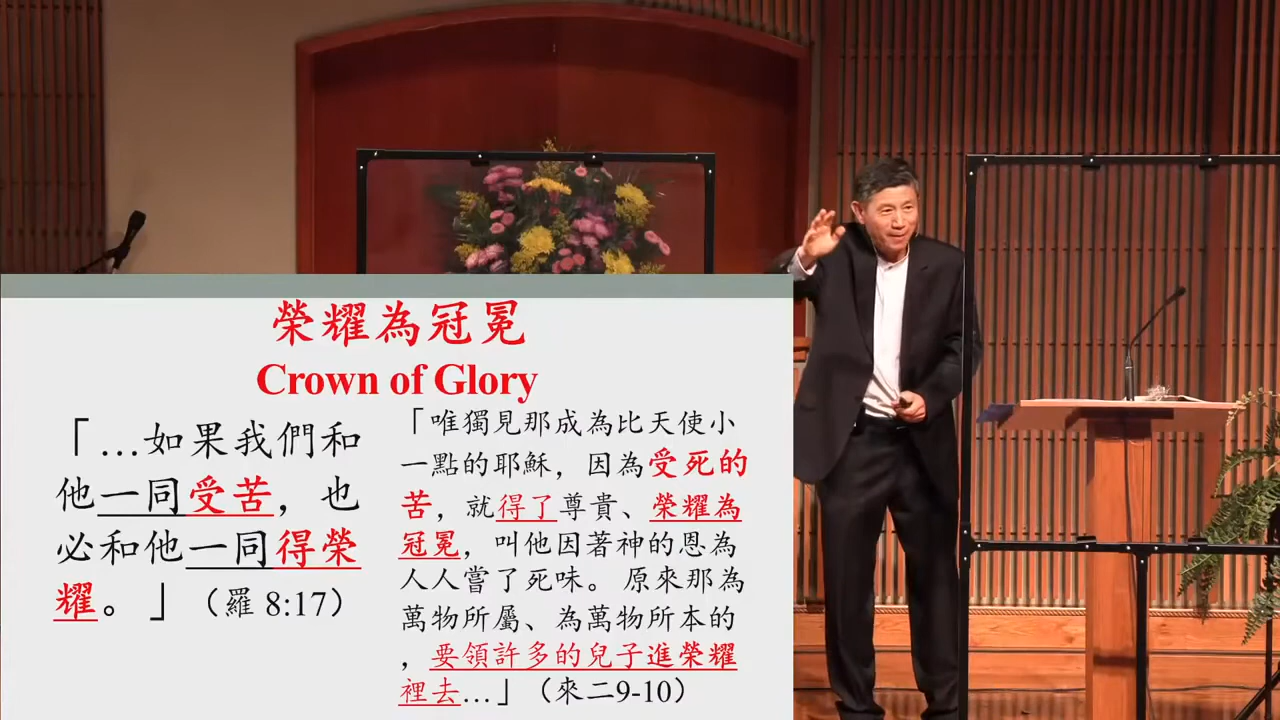 榮耀為冠冕
Crown of Glory
「…如果我們和
他一同受苦，也
必和他一同得榮
耀。」（羅 8:17）
「唯獨見那成為比天使小
一點的耶穌，因為受死的
苦，就得了尊貴、榮耀為
冠冕，叫他因著神的恩為
人人嘗了死味。 原來那為
萬物所屬、為萬物所本的
，要領許多的兒子進榮耀
裡去…」（來二9-10）